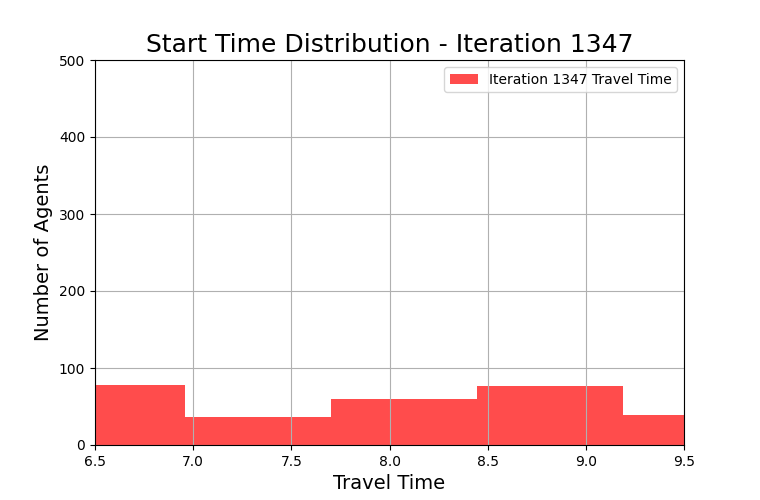 Start Time Distribution - Iteration 1347
Iteration 1347 Travel Time
Number of Agents
500
400
300
200
100
0
6.5 7.0 7.5 8.0 8.5 9.0 9.5
Travel Time